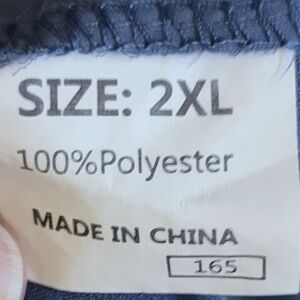 SIZE: 2XL
100%Polyester
MADE IN CHINA
165